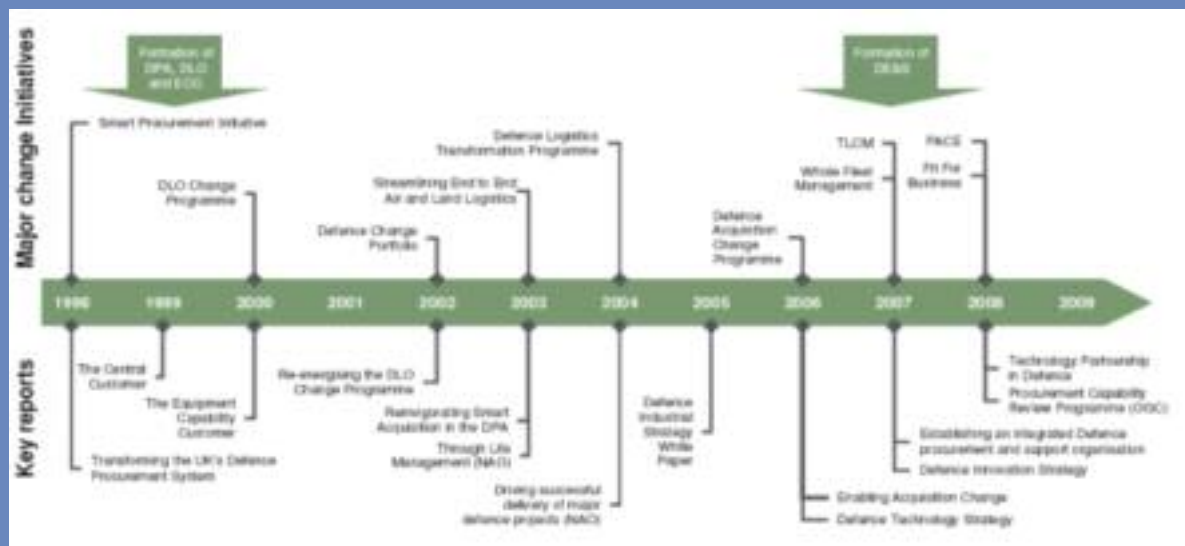 Major change initiatives
Formation of
DPA, DLO
and ECC
Formation of
DE&S
Smart Procurement Initiative
DLO Change
Programme
Defence Change
Portfolio
Streamlining End to End
Air and Land Logistics
Defence Logistics
Transformation Programme
Defence
Acquisition
Change
Programme
TLCM
Whole Fleet
Management
PACE
Fit For
Business
1998 1999 2000 2001 2002 2003 2004 2005 2006 2007 2008 2009
Key reports
The Central
Customer
The Equipment
Capability
Customer
Transforming the UK's Defence
Procurement System
Re-energising the DLO
Change Programme
Reinvigorating Smart
Acquisition in the DPA
Through Life
Management (NAO)
Driving successful
delivery of major
defence projects (NAO)
Defence
Industrial
Strategy
White
Paper
Enabling Acquisition Change
Defence Technology Strategy
Establishing an Integrated Defence
procurement and support organisation
Defence Innovation Strategy
Technology Partnership
in Defence
Procurement Capability
Review Programme (OGC)